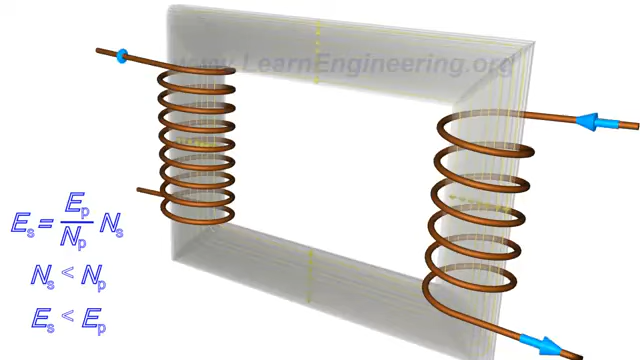 www.LearnEngineering.org
Eₛ = Eₚ/Nₚ Nₛ
Nₛ < Nₚ
Eₛ < Eₚ